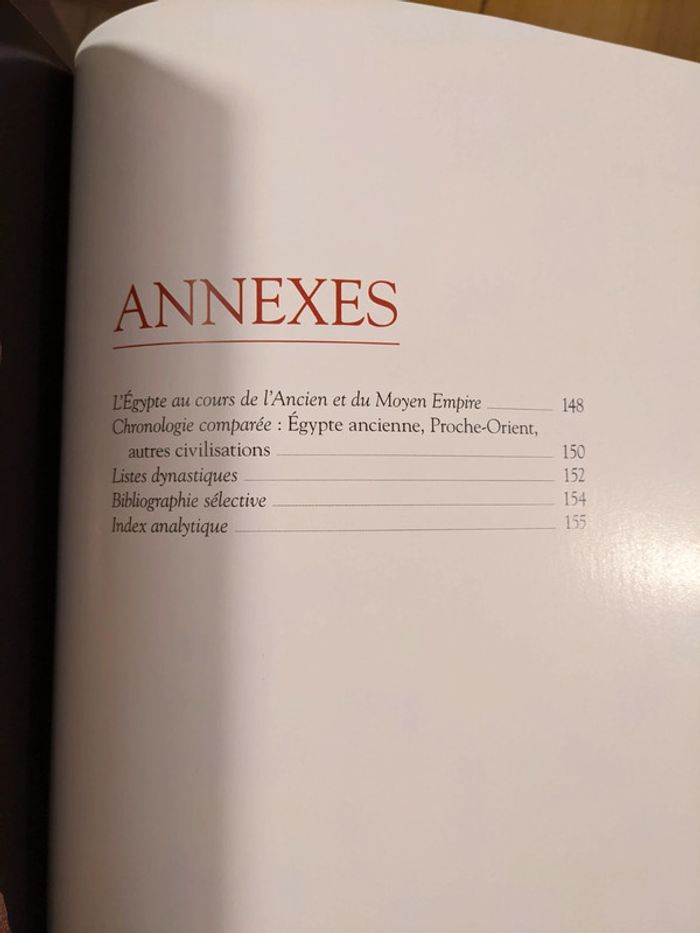 ANNEXES
L'Égypte au cours de l'Ancien et du Moyen Empire 148
Chronologie comparée : Égypte ancienne, Proche-Orient,
autres civilisations 150
Listes dynastiques 152
Bibliographie sélective 154
Index analytique 155